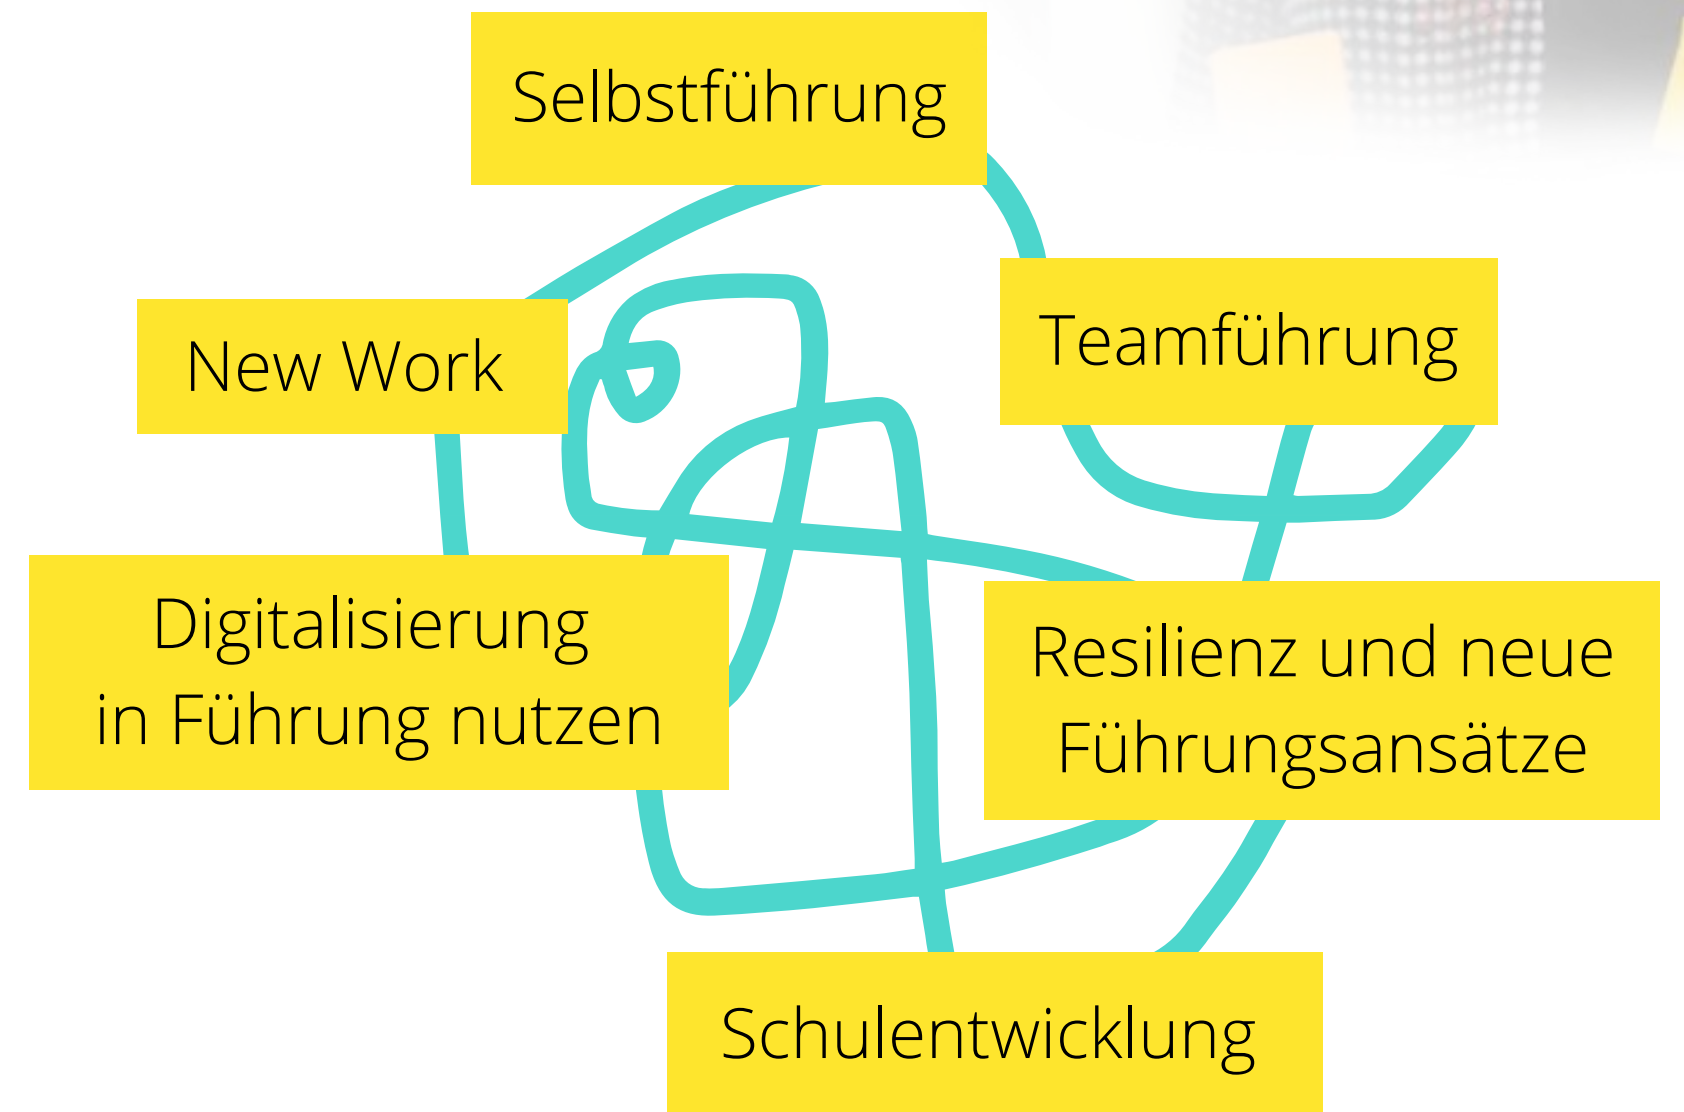 Selbstführung
Teamführung
New Work
Digitalisierung
in Führung nutzen
Resilienz und neue
Führungsansätze
Schulentwicklung